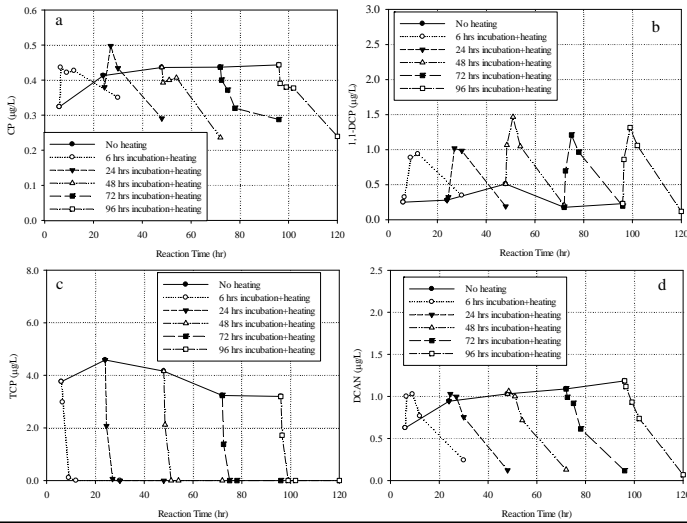 a
0.6
0.5
0.4
0.3
0.2
0.1
0.0
CP (µg/L)
No heating
6 hrs incubation+heating
24 hrs incubation+heating
48 hrs incubation+heating
72 hrs incubation+heating
96 hrs incubation+heating
0 20 40 60 80 100 120
Reaction Time (hr)
b
3.0
2.5
2.0
1.5
1.0
0.5
0.0
1,1-DCP (µg/L)
No heating
6 hrs incubation+heating
24 hrs incubation+heating
48 hrs incubation+heating
72 hrs incubation+heating
96 hrs incubation+heating
0 20 40 60 80 100 120
Reaction Time (hr)
c
8.0
6.0
4.0
2.0
0.0
TCP (µg/L)
No heating
6 hrs incubation+heating
24 hrs incubation+heating
48 hrs incubation+heating
72 hrs incubation+heating
96 hrs incubation+heating
0 20 40 60 80 100 120
Reaction Time (hr)
d
2.5
2.0
1.5
1.0
0.5
0.0
DCAN (µg/L)
No heating
6 hrs incubation+heating
24 hrs incubation+heating
48 hrs incubation+heating
72 hrs incubation+heating
96 hrs incubation+heating
0 20 40 60 80 100 120
Reaction Time (hr)